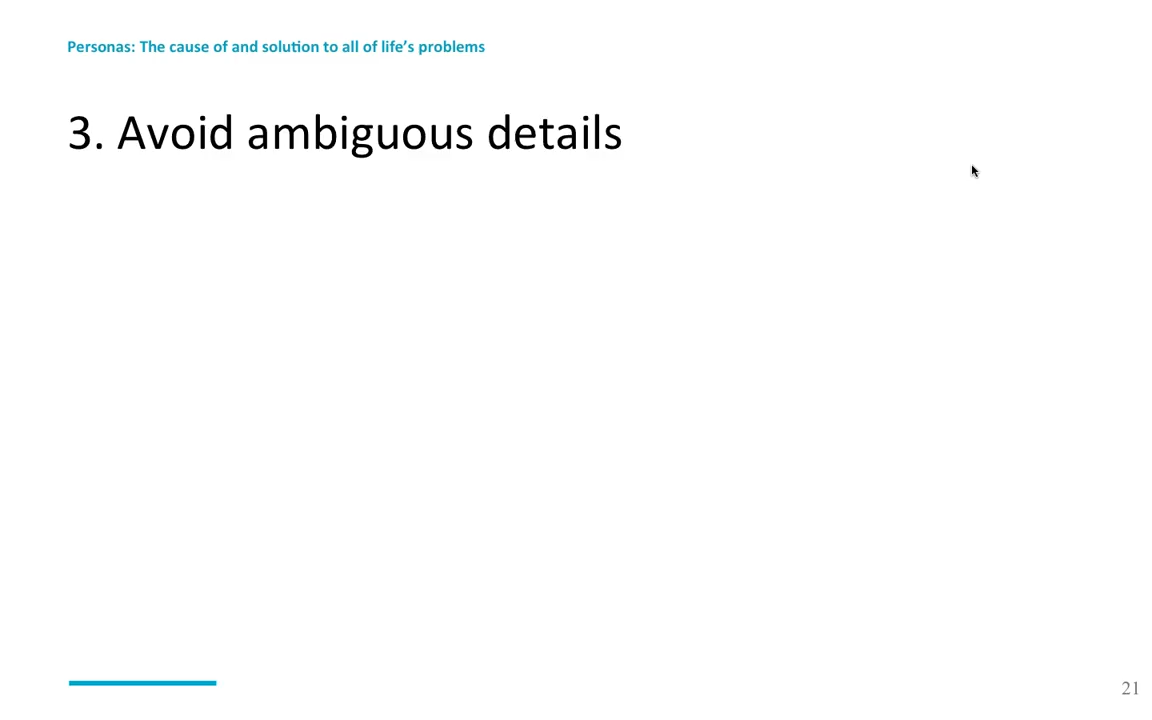 Personas: The cause of and solution to all of life’s problems
3. Avoid ambiguous details
21